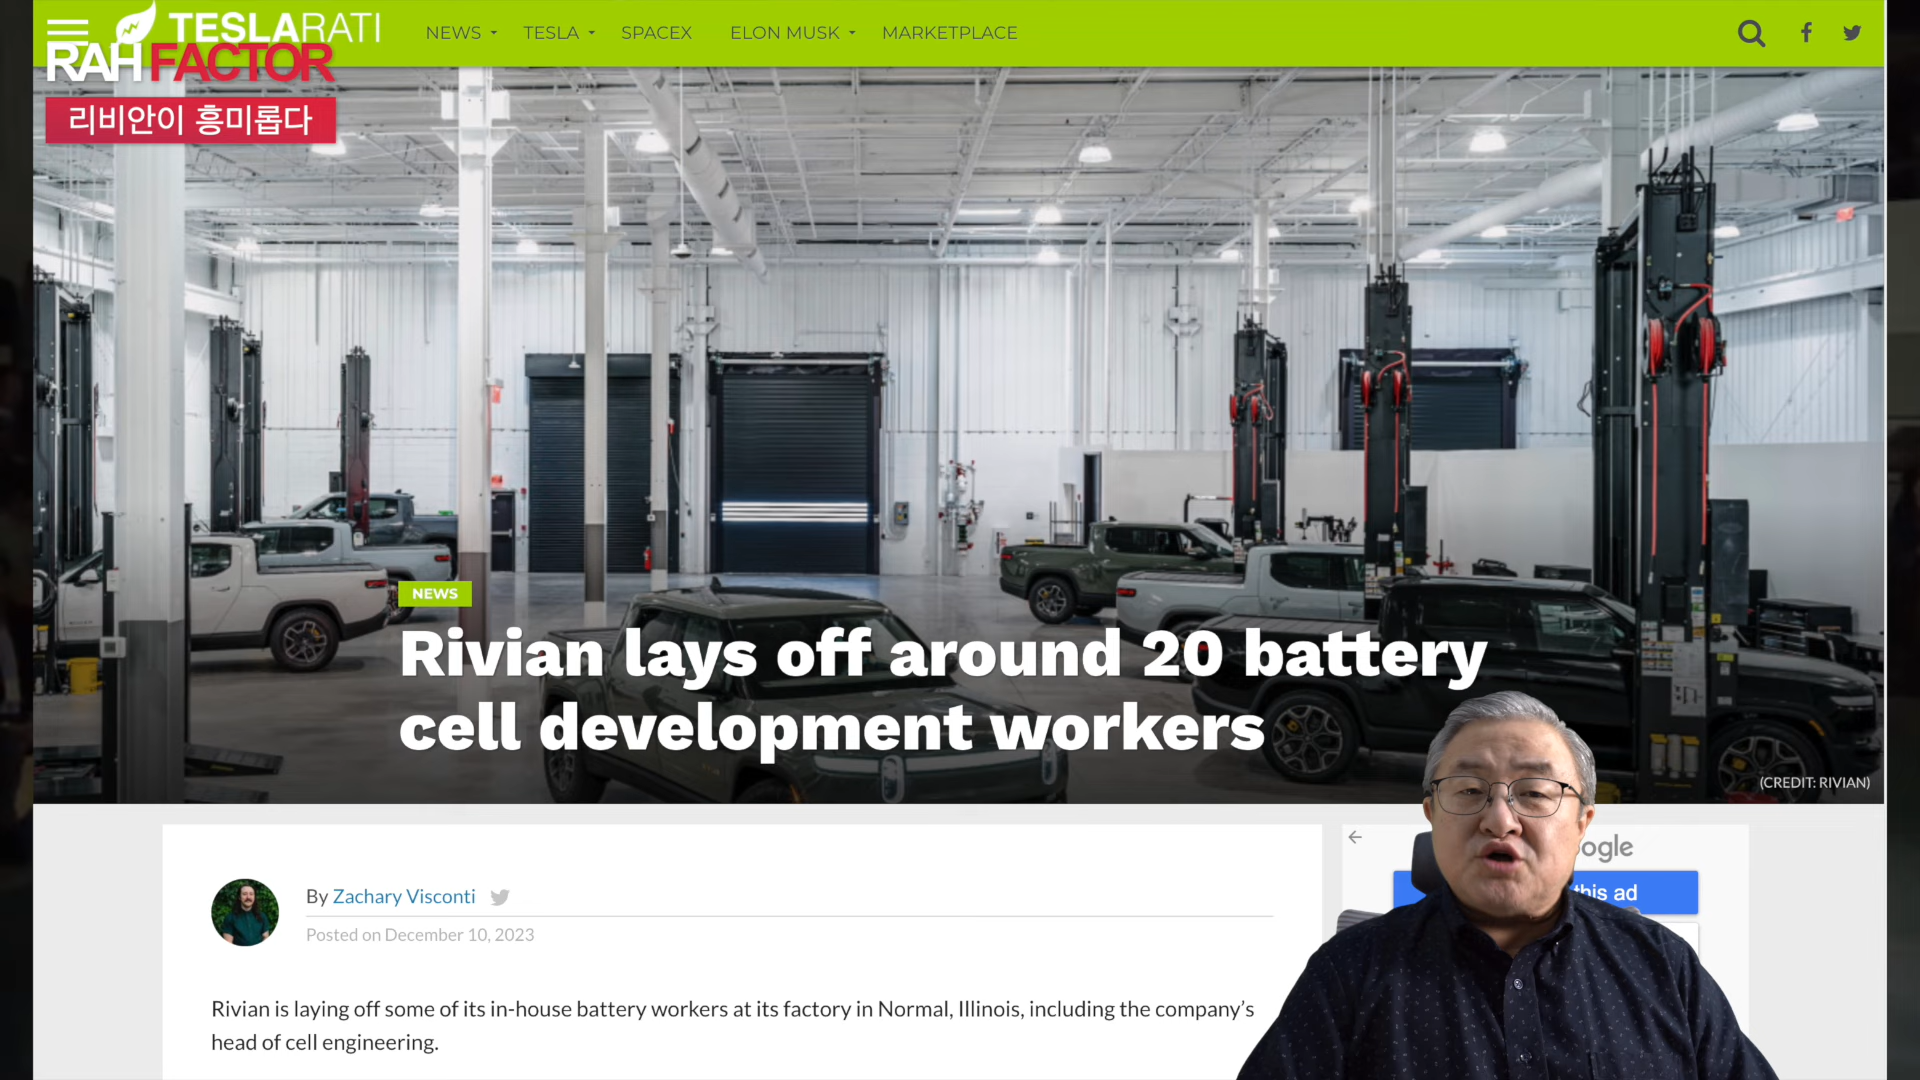 TESLARATI
NEWS
TESLA
SPACEX
ELON MUSK
MARKETPLACE
RAH FACTOR
리비안이 흥미롭다
NEWS
Rivian lays off around 20 battery
cell development workers
(CREDIT: RIVIAN)
By Zachary Visconti
Posted on December 10, 2023
ogle
this ad
Rivian is laying off some of its in-house battery workers at its factory in Normal, Illinois, including the company's
head of cell engineering.